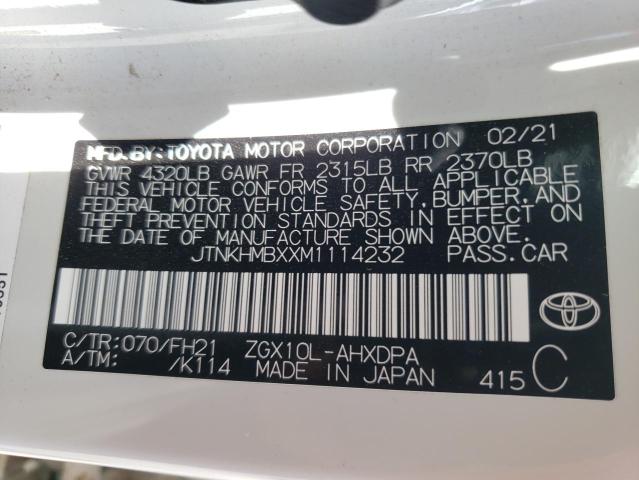 MFD. BY: TOYOTA MOTOR CORPORATION 02/21
GVWR 4320LB GAWR FR 2315LB RR 2370LB
THIS VEHICLE CONFORMS TO ALL APPLICABLE
FEDERAL MOTOR VEHICLE SAFETY, BUMPER, AND
THEFT PREVENTION STANDARDS IN EFFECT ON
THE DATE OF MANUFACTURE SHOWN ABOVE.
JTNKHMBXXM1114232 PASS.CAR
C/TR:070/FH21 ZGX10L-AHXDPA
A/TM: /K114 MADE IN JAPAN 415 C